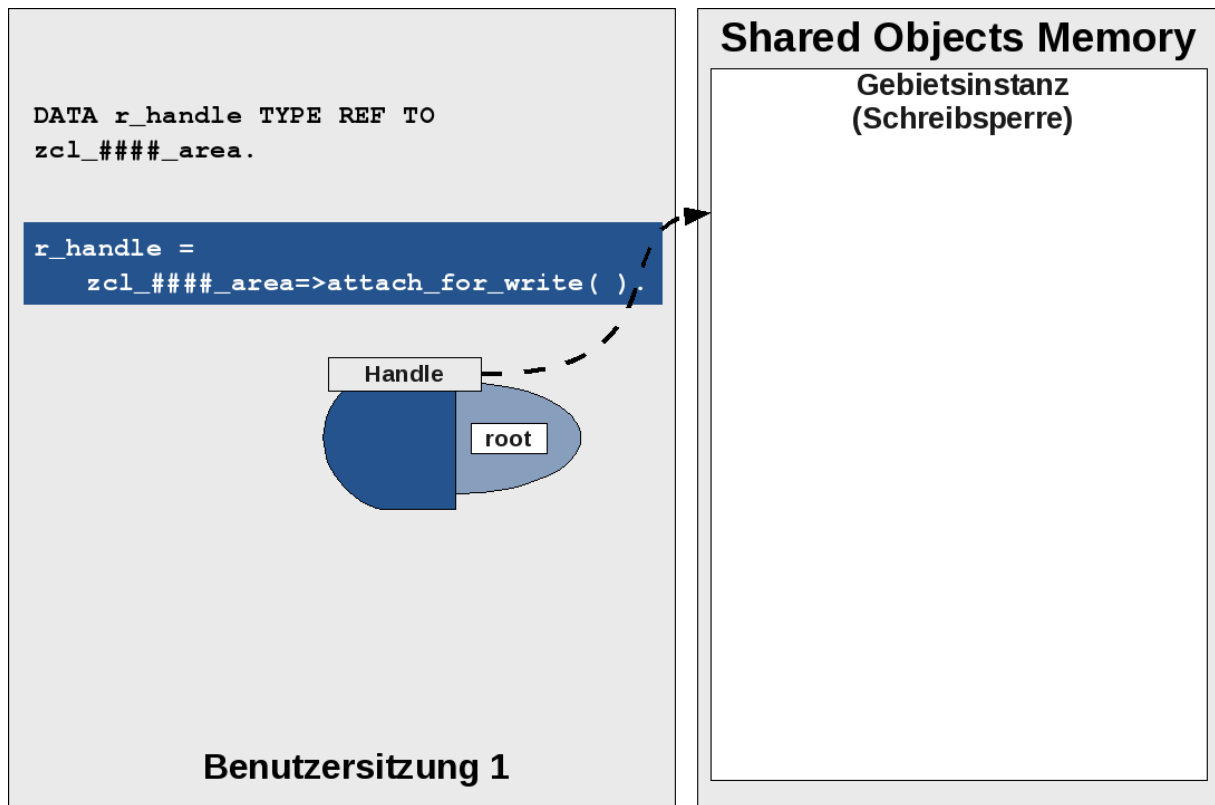 DATA r_handle TYPE REF TO
zcl_####_area.
r_handle =
zcl_####_area=>attach_for_write( ).
Handle
root
Benutzersitzung 1
Shared Objects Memory
Gebietsinstanz
(Schreibsperre)